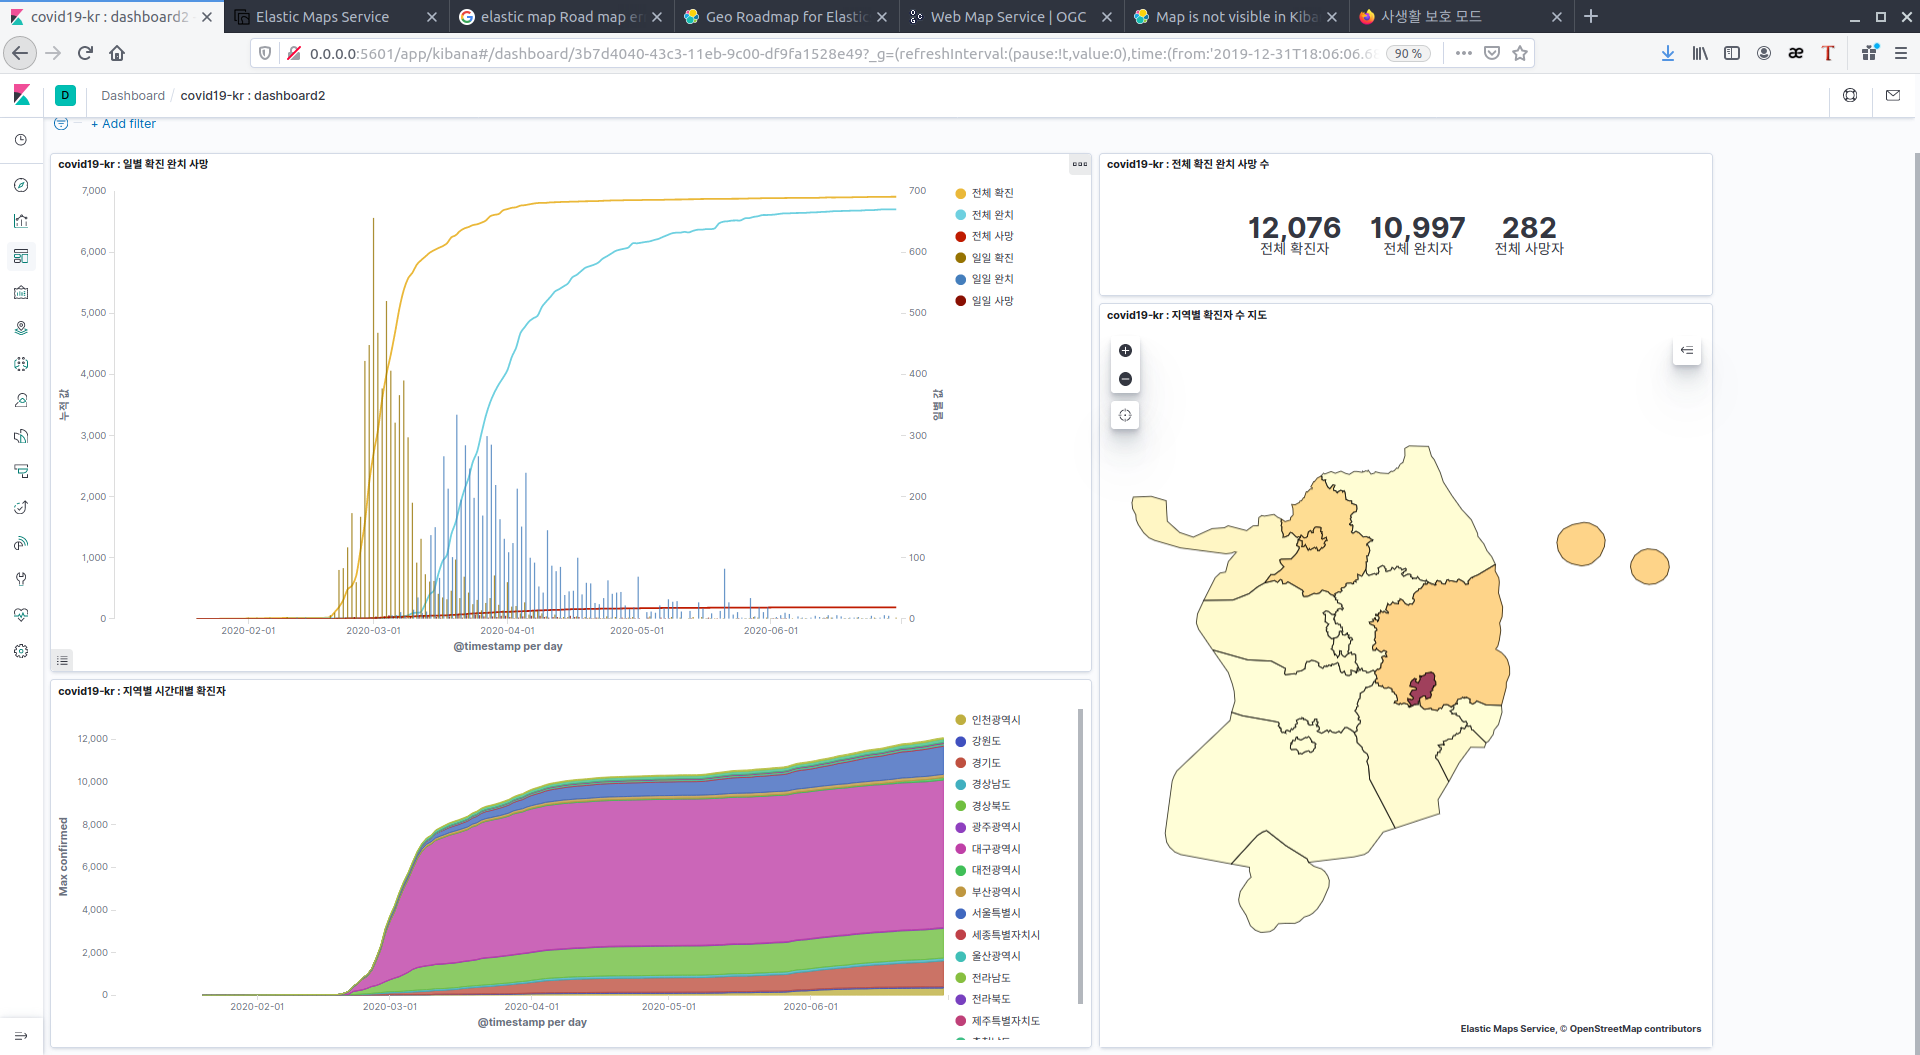 covid19-kr : dashboard2
Elastic Maps Service
elastic map Road map
Geo Roadmap for Elastic
Web Map Service | OGC
Map is not visible in Kiba
사생활 보호 모드
0.0.0.0:5601/app/kibana#/dashboard/3b7d4040-43c3-11eb-9c00-df9fa1528e49?_g=(refreshInterval:(pause:!t,value:0),time:(from:'2019-12-31T18:06:06.6
90 %
D
Dashboard / covid19-kr : dashboard2
+ Add filter
covid19-kr : 일별 확진 완치 사망
7,000
6,000
5,000
4,000
3,000
2,000
1,000
0
누적 값
700
600
500
400
300
200
100
0
일별 값
2020-02-01
2020-03-01
2020-04-01
2020-05-01
2020-06-01
@timestamp per day
전체 확진
전체 완치
전체 사망
일일 확진
일일 완치
일일 사망
covid19-kr : 전체 확진 완치 사망 수
12,076 10,997 282
전체 확진자 전체 완치자 전체 사망자
covid19-kr : 지역별 확진자 수 지도
Elastic Maps Service, © OpenStreetMap contributors
covid19-kr : 지역별 시간대별 확진자
12,000
10,000
8,000
6,000
4,000
2,000
0
Max confirmed
2020-02-01
2020-03-01
2020-04-01
2020-05-01
2020-06-01
@timestamp per day
인천광역시
강원도
경기도
경상남도
경상북도
광주광역시
대구광역시
대전광역시
부산광역시
서울특별시
세종특별자치시
울산광역시
전라남도
전라북도
제주특별자치도